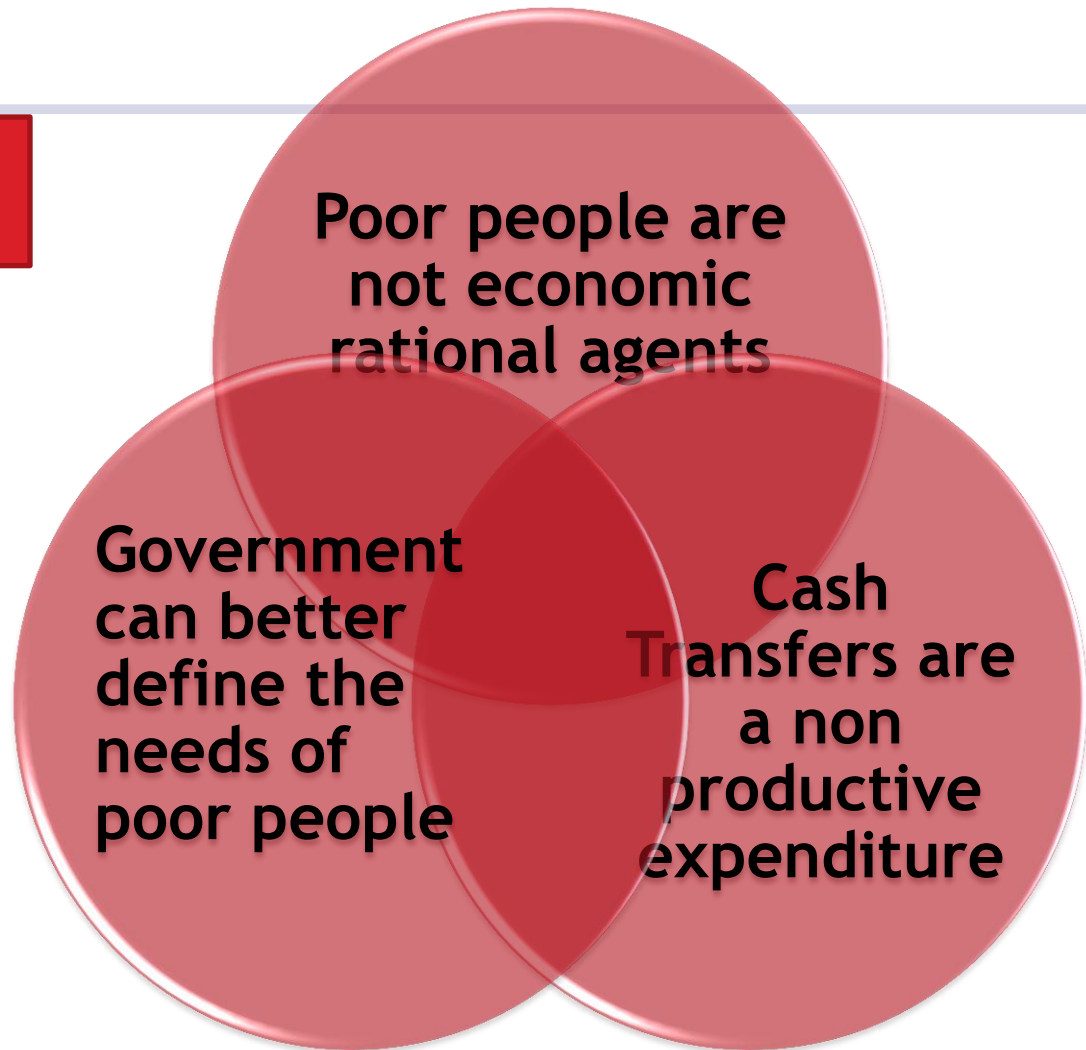 Poor people are
not economic
rational agents
Government
can better
define the
needs of
poor people
Cash
Transfers are
a non
productive
expenditure